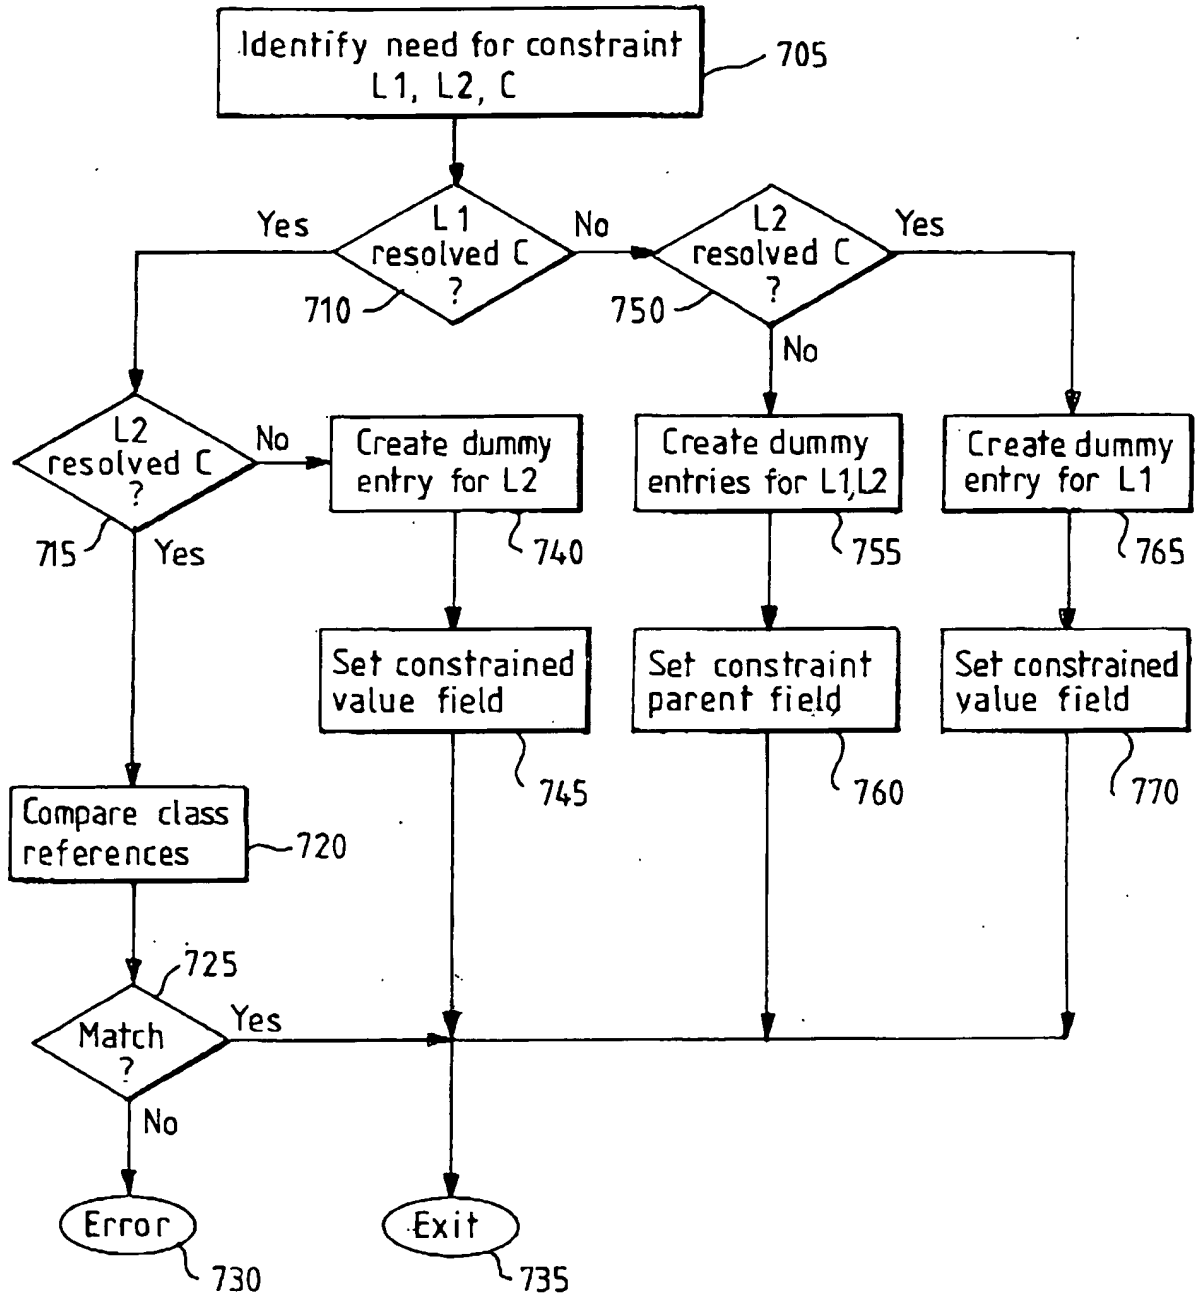 Identify need for constraint
L1, L2, C
705
Yes
L1
resolved C
?
710
No
L2
resolved C
?
750
Yes
No
L2
resolved C
?
715
No
Yes
Create dummy
entry for L2
740
Create dummy
entries for L1,L2
755
Create dummy
entry for L1
765
Set constrained
value field
745
Set constraint
parent field
760
Set constrained
value field
770
Compare class
references
720
725
Match
?
Yes
No
Error
730
Exit
735